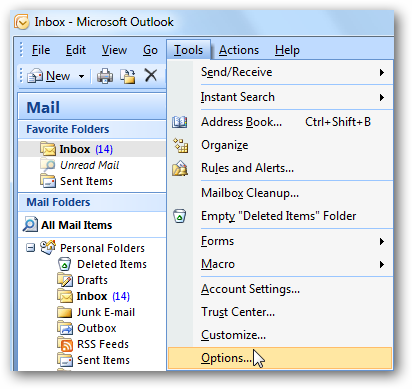 Inbox - Microsoft Outlook
File Edit View Go Tools Actions Help
New
Mail
Favorite Folders
Inbox (14)
Unread Mail
Sent Items
Mail Folders
All Mail Items
Personal Folders
Deleted Items
Drafts
Inbox (14)
Junk E-mail
Outbox
RSS Feeds
Sent Items
Send/Receive
Instant Search
Address Book... Ctrl+Shift+B
Organize
Rules and Alerts...
Mailbox Cleanup...
Empty "Deleted Items" Folder
Forms
Macro
Account Settings...
Trust Center...
Customize...
Options...